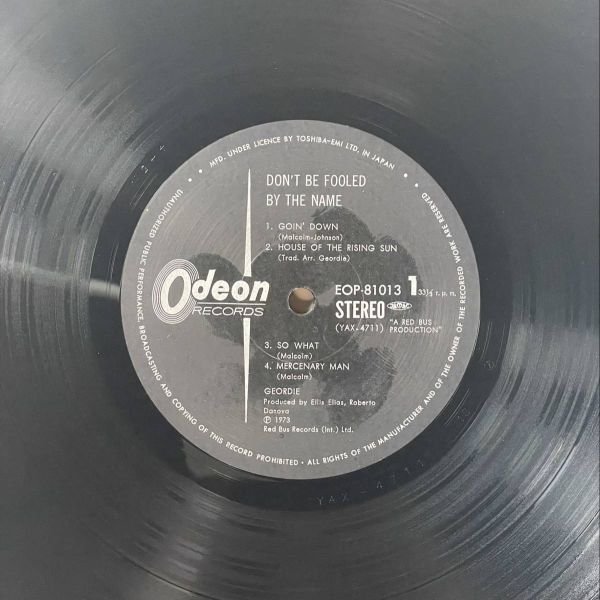 • MFD. UNDER LICENCE BY TOSHIBA-EMI LTD. IN JAPAN •
DON'T BE FOOLED
BY THE NAME
1. GOIN' DOWN
(Malcolm-Johnson)
2. HOUSE OF THE RISING SUN
(Trad. Arr. Geordie)
Odeon
RECORDS
EOP-81013 1 33⅓ r. p. m.
STEREO
(YAX-4711) "A RED BUS
PRODUCTION"
3. SO WHAT
(Malcolm)
4. MERCENARY MAN
(Malcolm)
GEORDIE
Produced by Ellis Elias, Roberto
Danova
Ⓟ 1973
Red Bus Records (Int.) Ltd.
UNAUTHORIZED PUBLIC PERFORMANCE, BROADCASTING AND COPYING OF THIS RECORD PROHIBITED • ALL RIGHTS OF THE MANUFACTURER AND OF THE OWNER OF THE RECORDED WORK ARE RESERVED
YAX-4711